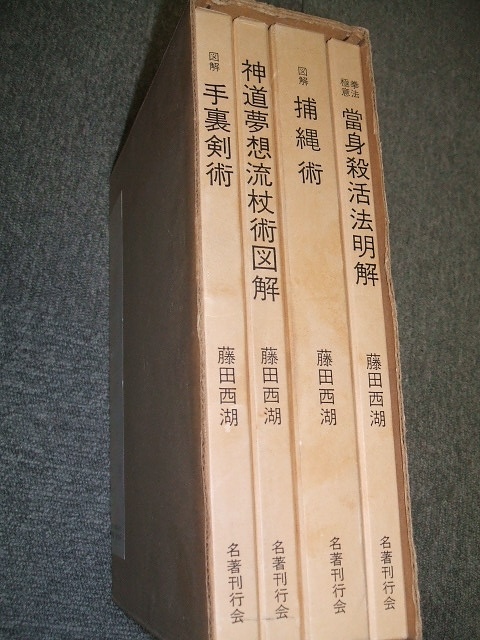 拳法
極意
當身殺活法明解
藤田西湖
名著刊行会
図解
捕縄術
藤田西湖
名著刊行会
神道夢想流杖術図解
藤田西湖
名著刊行会
図解
手裏剣術
藤田西湖
名著刊行会